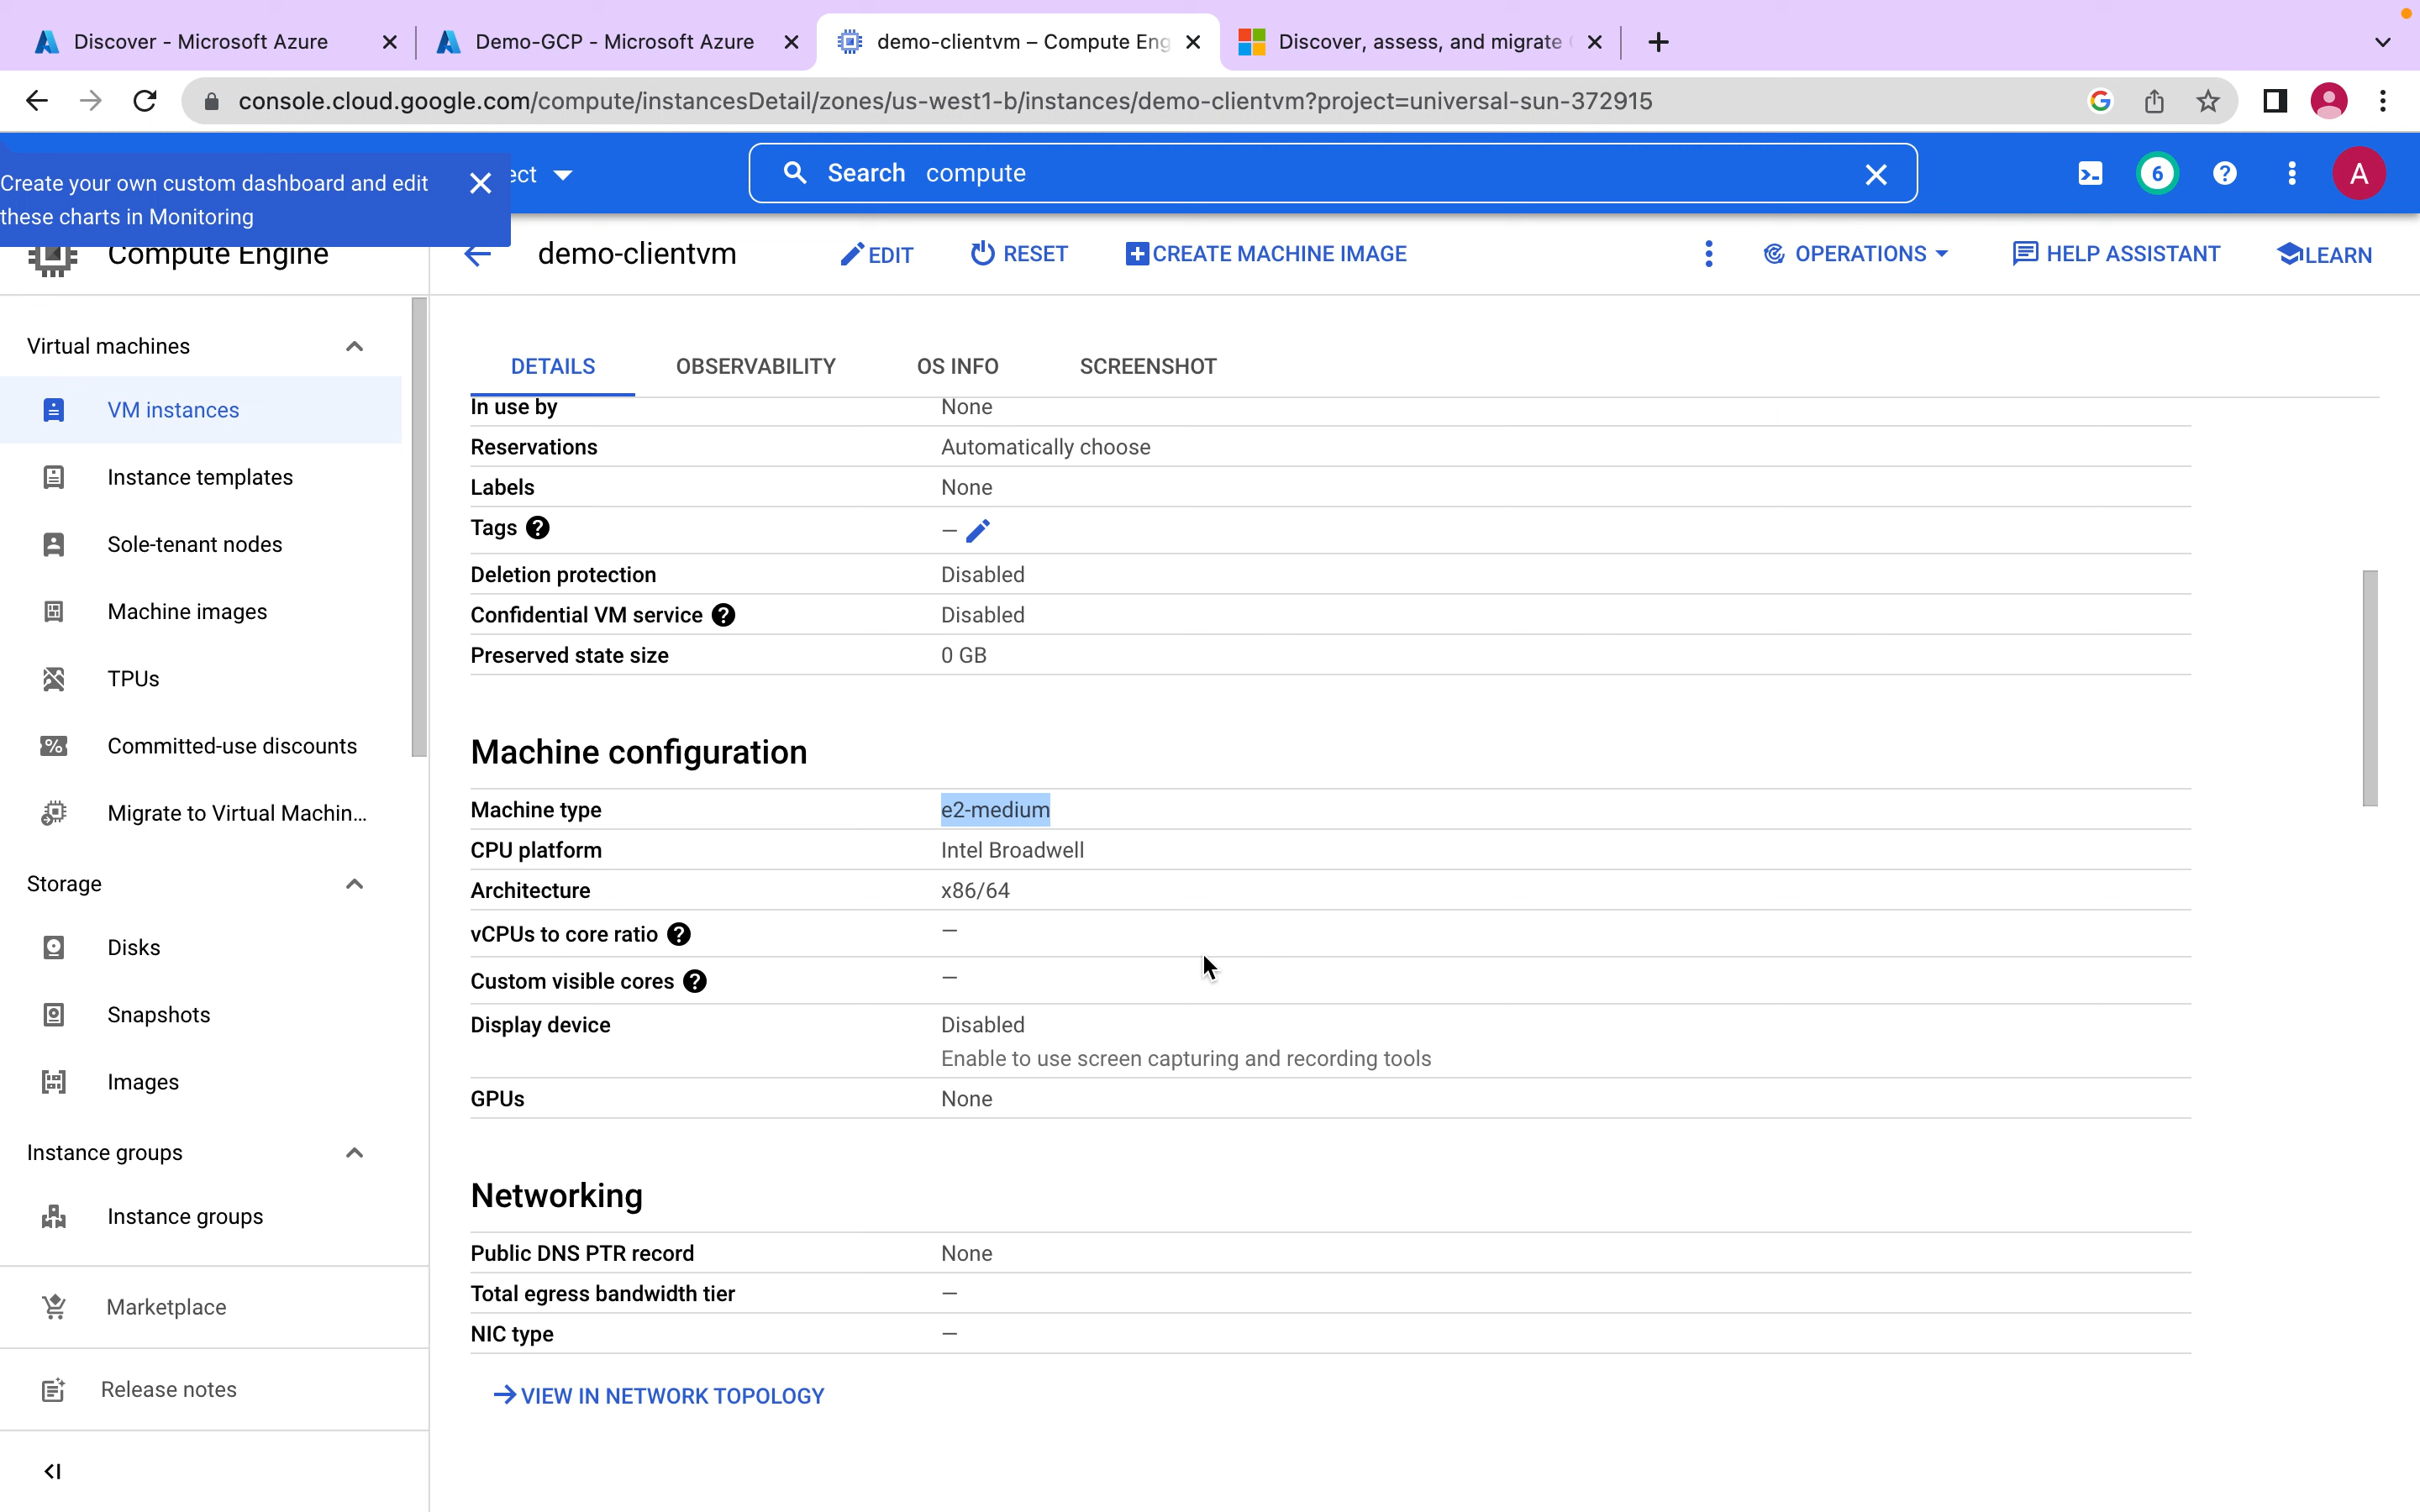 Discover - Microsoft Azure
Demo-GCP - Microsoft Azure
demo-clientvm – Compute Eng
Discover, assess, and migrate
console.cloud.google.com/compute/instancesDetail/zones/us-west1-b/instances/demo-clientvm?project=universal-sun-372915
Create your own custom dashboard and edit
these charts in Monitoring
ect
Search compute
6
A
Compute Engine
demo-clientvm
EDIT
RESET
CREATE MACHINE IMAGE
OPERATIONS
HELP ASSISTANT
LEARN
Virtual machines
VM instances
Instance templates
Sole-tenant nodes
Machine images
TPUs
Committed-use discounts
Migrate to Virtual Machin...
Storage
Disks
Snapshots
Images
Instance groups
Instance groups
Marketplace
Release notes
DETAILS
OBSERVABILITY
OS INFO
SCREENSHOT
In use by None
Reservations Automatically choose
Labels None
Tags —
Deletion protection Disabled
Confidential VM service Disabled
Preserved state size 0 GB
Machine configuration
Machine type e2-medium
CPU platform Intel Broadwell
Architecture x86/64
vCPUs to core ratio —
Custom visible cores —
Display device Disabled
Enable to use screen capturing and recording tools
GPUs None
Networking
Public DNS PTR record None
Total egress bandwidth tier —
NIC type —
VIEW IN NETWORK TOPOLOGY